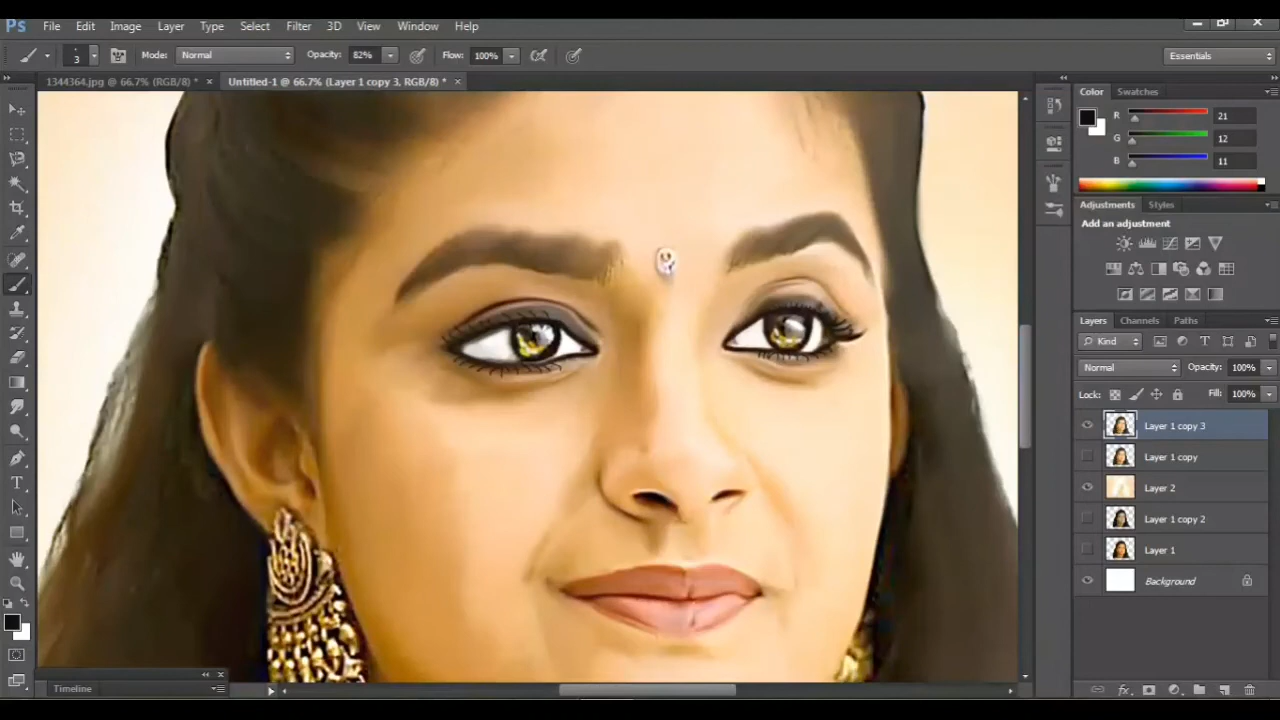 Ps File Edit Image Layer Type Select Filter 3D View Window Help
3 Mode: Normal Opacity: 82% Flow: 100% Essentials
1344364.jpg @ 66.7% (RGB/8) * × Untitled-1 @ 66.7% (Layer 1 copy 3, RGB/8) * ×
Color Swatches
R 21
G 12
B 11
Adjustments Styles
Add an adjustment
Layers Channels Paths
Kind
Normal Opacity: 100%
Lock: Fill: 100%
Layer 1 copy 3
Layer 1 copy
Layer 2
Layer 1 copy 2
Layer 1
Background
Timeline